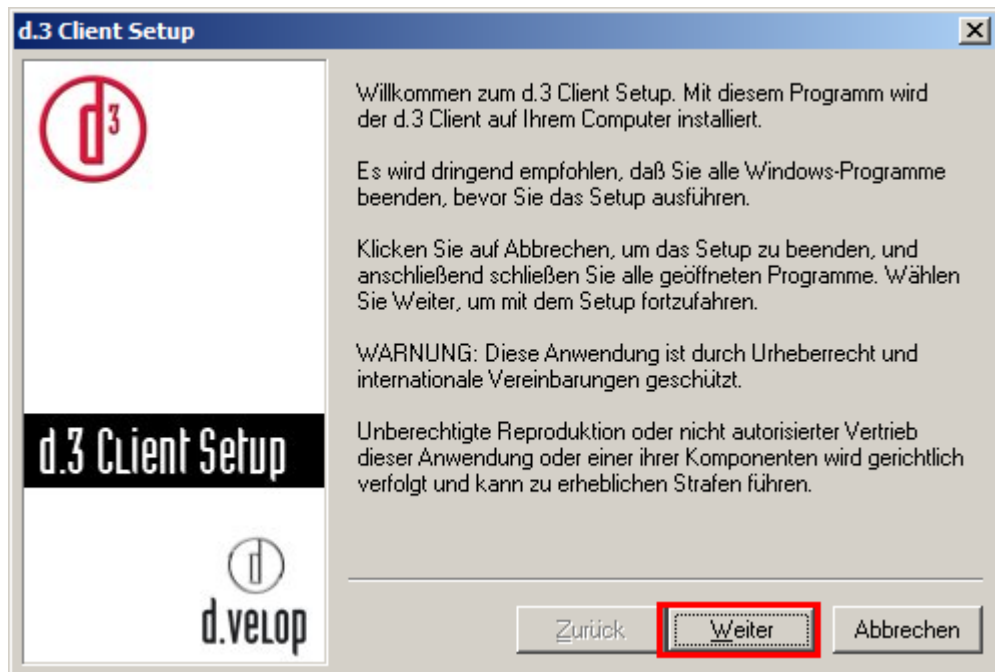 d.3 Client Setup
d3
Willkommen zum d.3 Client Setup. Mit diesem Programm wird
der d.3 Client auf Ihrem Computer installiert.
Es wird dringend empfohlen, daß Sie alle Windows-Programme
beenden, bevor Sie das Setup ausführen.
Klicken Sie auf Abbrechen, um das Setup zu beenden, und
anschließend schließen Sie alle geöffneten Programme. Wählen
Sie Weiter, um mit dem Setup fortzufahren.
WARNUNG: Diese Anwendung ist durch Urheberrecht und
internationale Vereinbarungen geschützt.
Unberechtigte Reproduktion oder nicht autorisierter Vertrieb
dieser Anwendung oder einer ihrer Komponenten wird gerichtlich
verfolgt und kann zu erheblichen Strafen führen.
d.3 Client Setup
d
d.velop
Zurück
Weiter
Abbrechen